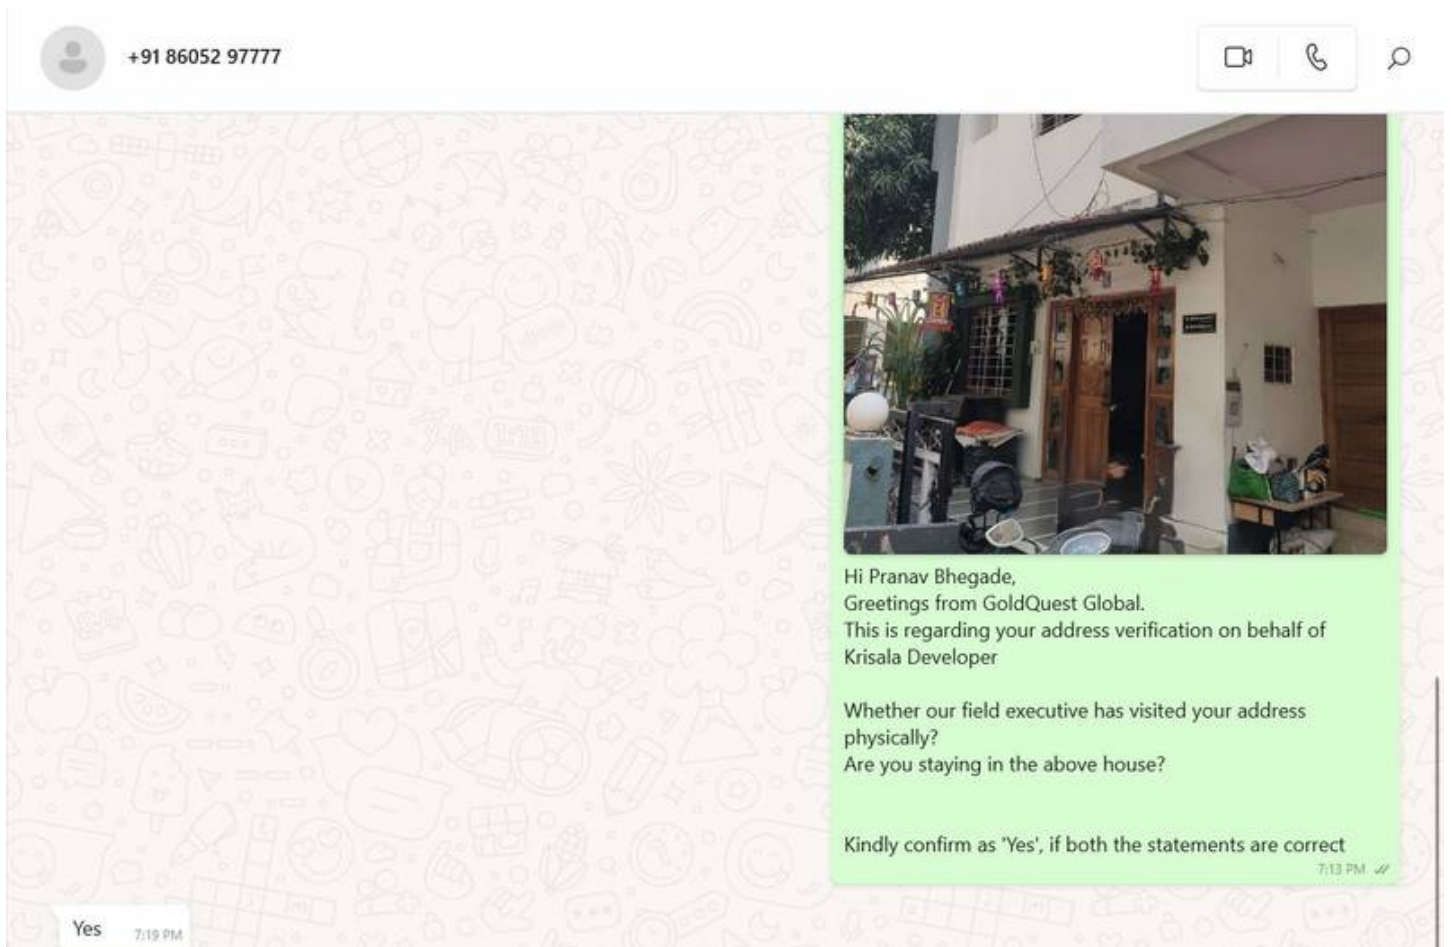 +91 86052 97777
Hi Pranav Bhegade,
Greetings from GoldQuest Global.
This is regarding your address verification on behalf of
Krisala Developer
Whether our field executive has visited your address
physically?
Are you staying in the above house?
Kindly confirm as 'Yes', if both the statements are correct
7:13 PM
Yes
7:19 PM